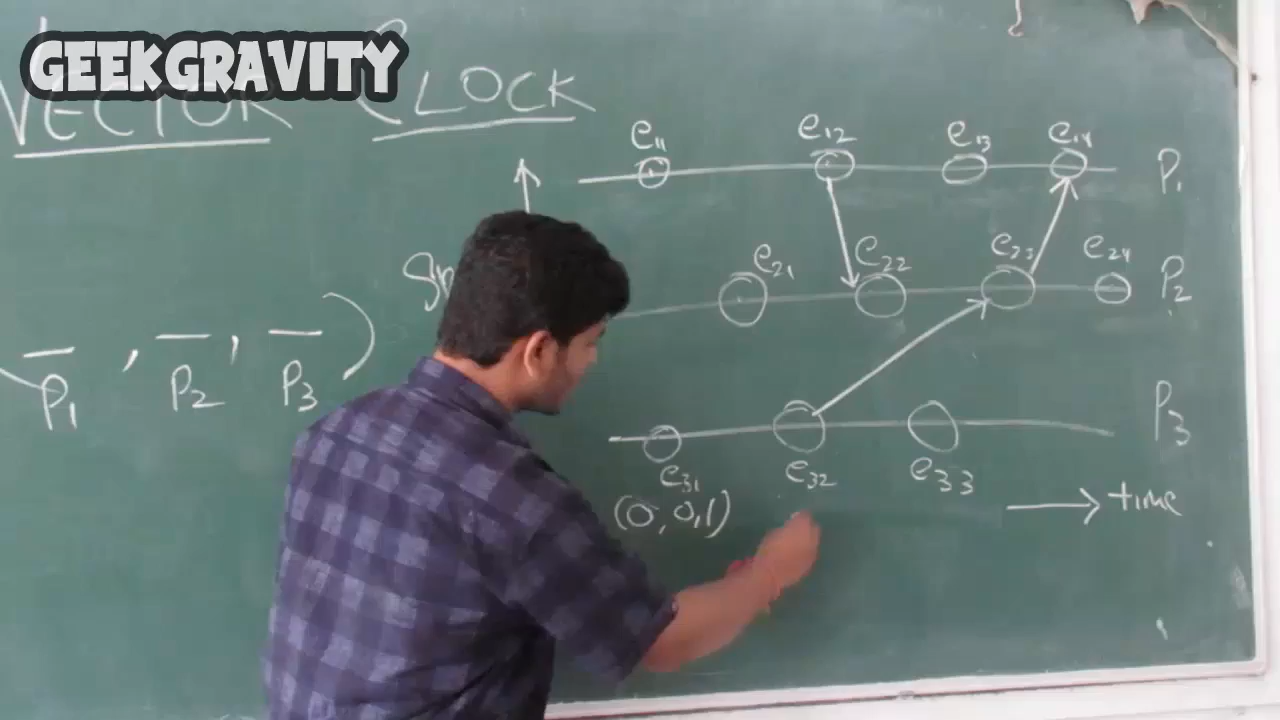 GEEKGRAVITY
VECTOR CLOCK
e11 e12 e13 e14 P1
e21 e22 e23 e24 P2
( _ , _ , _ )
P1 P2 P3
P3
e31 e32 e33
(0,0,1)
time